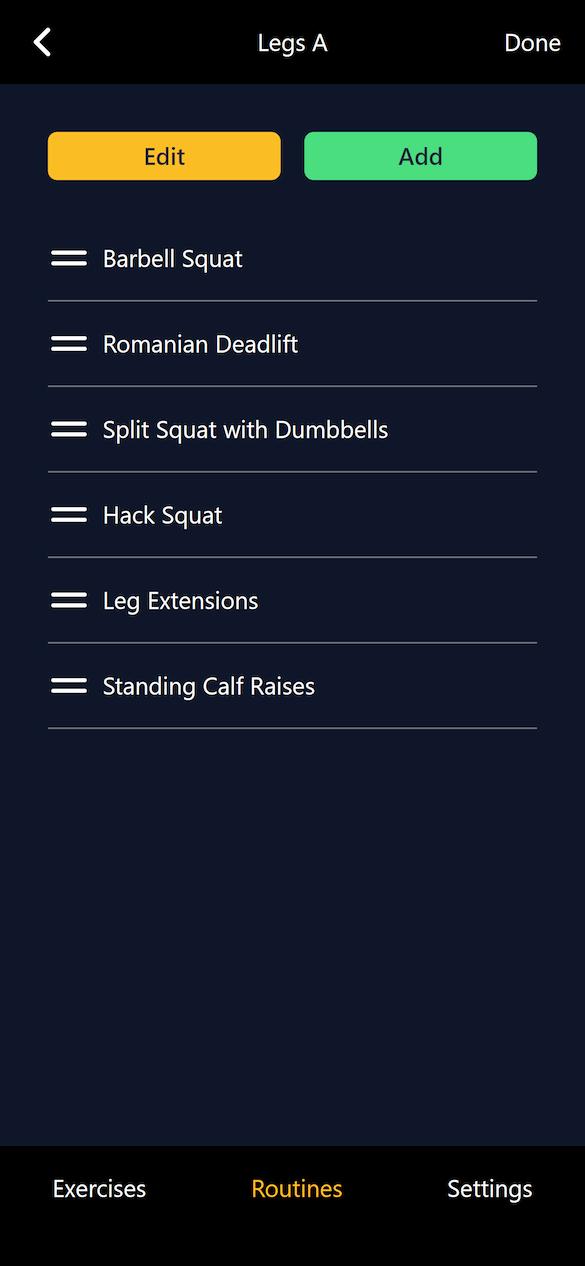 Legs A
Done
Edit
Add
Barbell Squat
Romanian Deadlift
Split Squat with Dumbbells
Hack Squat
Leg Extensions
Standing Calf Raises
Exercises
Routines
Settings